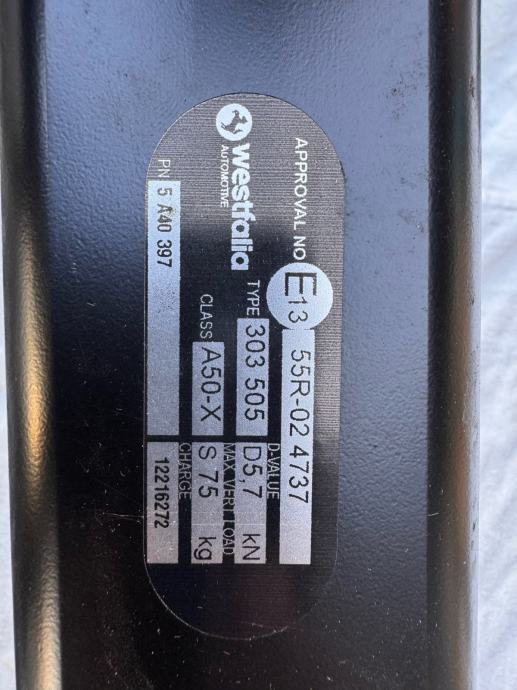 westfalia
AUTOMOTIVE
APPROVAL NO E13 55R-02 4737
TYPE 303 505
D-VALUE
D5,7 kN
CLASS A50-X
MAX VERT LOAD
S 75 kg
PN 5 A40 397
CHARGE
12216272